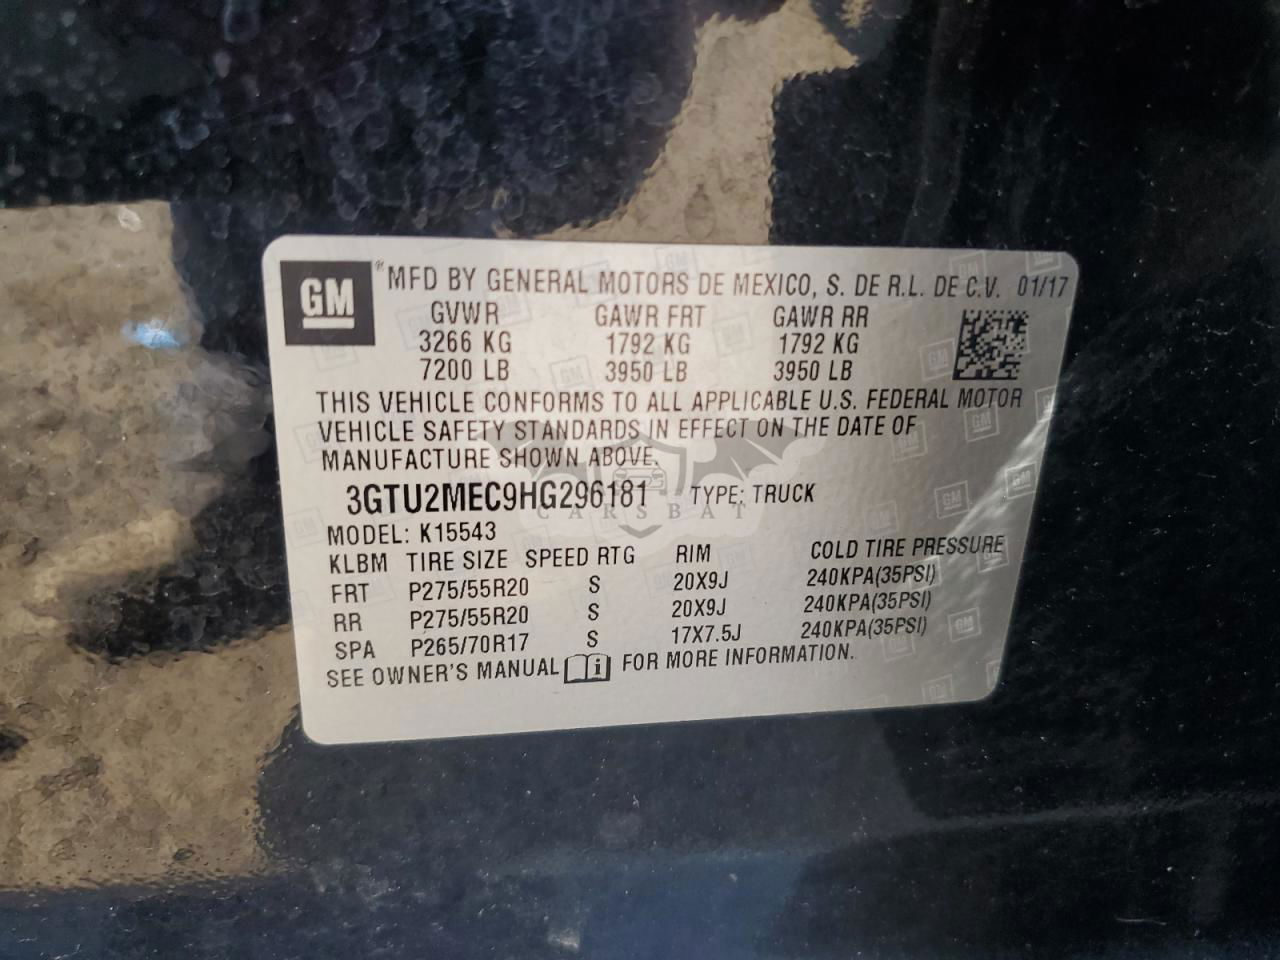 GM ® MFD BY GENERAL MOTORS DE MEXICO, S. DE R.L. DE C.V. 01/17
GVWR GAWR FRT GAWR RR
3266 KG 1792 KG 1792 KG
7200 LB 3950 LB 3950 LB
THIS VEHICLE CONFORMS TO ALL APPLICABLE U.S. FEDERAL MOTOR
VEHICLE SAFETY STANDARDS IN EFFECT ON THE DATE OF
MANUFACTURE SHOWN ABOVE.
3GTU2MEC9HG296181 TYPE: TRUCK
CARSBAT
MODEL: K15543
KLBM TIRE SIZE SPEED RTG RIM COLD TIRE PRESSURE
FRT P275/55R20 S 20X9J 240KPA(35PSI)
RR P275/55R20 S 20X9J 240KPA(35PSI)
SPA P265/70R17 S 17X7.5J 240KPA(35PSI)
SEE OWNER'S MANUAL i FOR MORE INFORMATION.